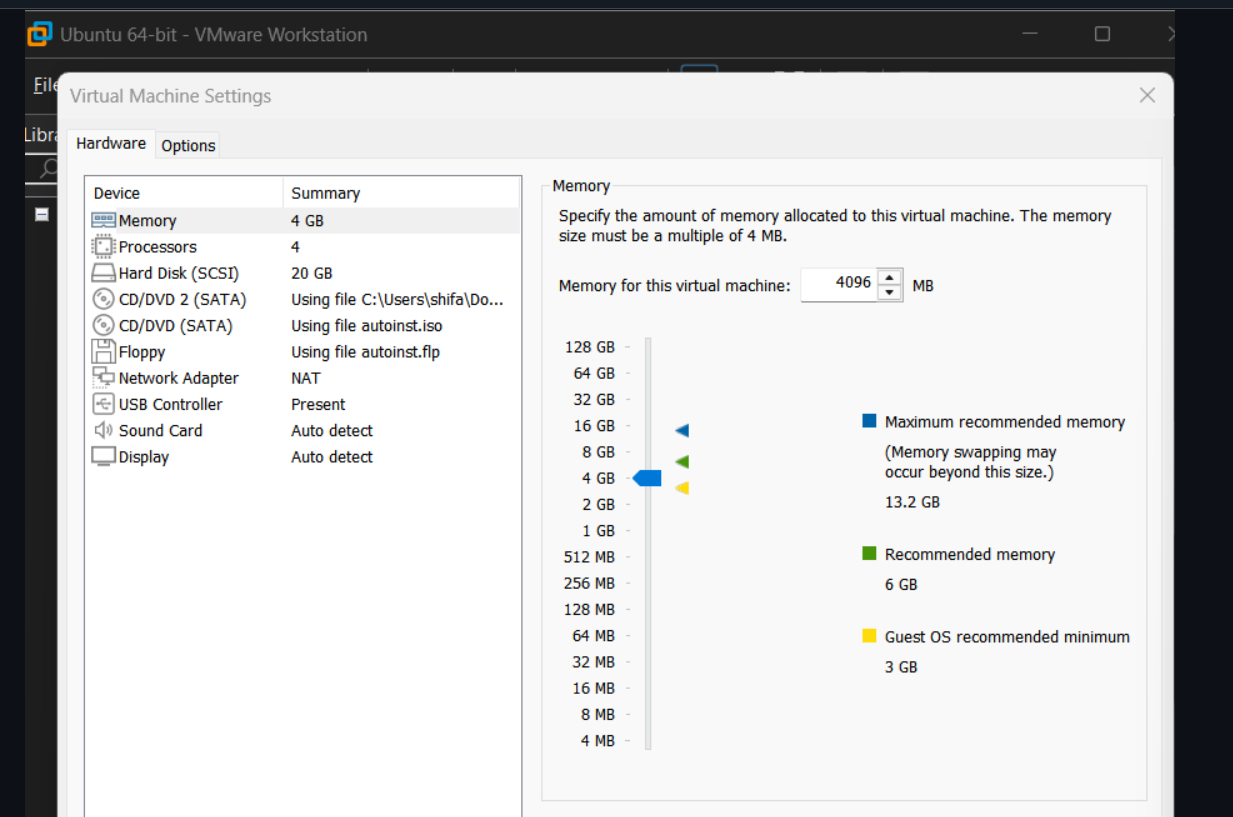 Ubuntu 64-bit - VMware Workstation
File
Virtual Machine Settings
Libra
Hardware Options
Device Summary
Memory 4 GB
Processors 4
Hard Disk (SCSI) 20 GB
CD/DVD 2 (SATA) Using file C:\Users\shifa\Do...
CD/DVD (SATA) Using file autoinst.iso
Floppy Using file autoinst.flp
Network Adapter NAT
USB Controller Present
Sound Card Auto detect
Display Auto detect
Memory
Specify the amount of memory allocated to this virtual machine. The memory
size must be a multiple of 4 MB.
Memory for this virtual machine: 4096 MB
128 GB
64 GB
32 GB
16 GB
8 GB
4 GB
2 GB
1 GB
512 MB
256 MB
128 MB
64 MB
32 MB
16 MB
8 MB
4 MB
Maximum recommended memory
(Memory swapping may
occur beyond this size.)
13.2 GB
Recommended memory
6 GB
Guest OS recommended minimum
3 GB